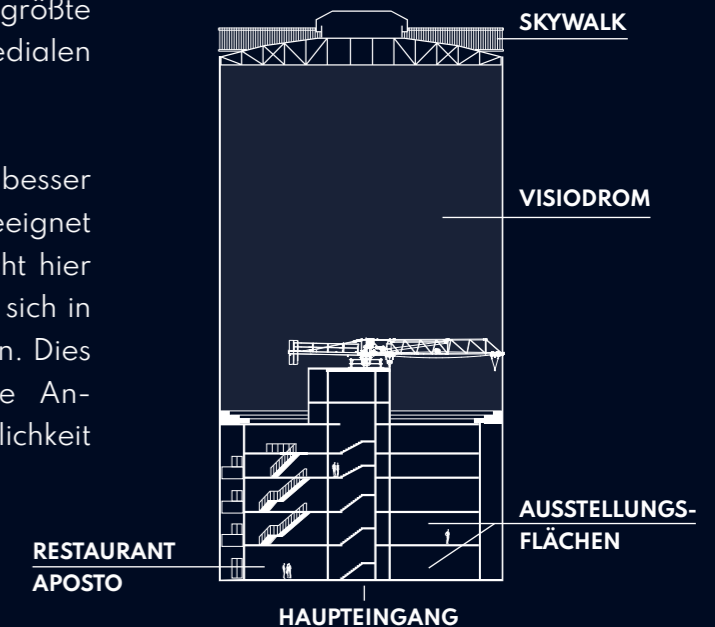 größte
edialen
besser
eeignet
ht hier
sich in
n. Dies
e An-
lichkeit
SKYWALK
VISIODROM
AUSSTELLUNGS-
FLÄCHEN
RESTAURANT
APOSTO
HAUPTEINGANG